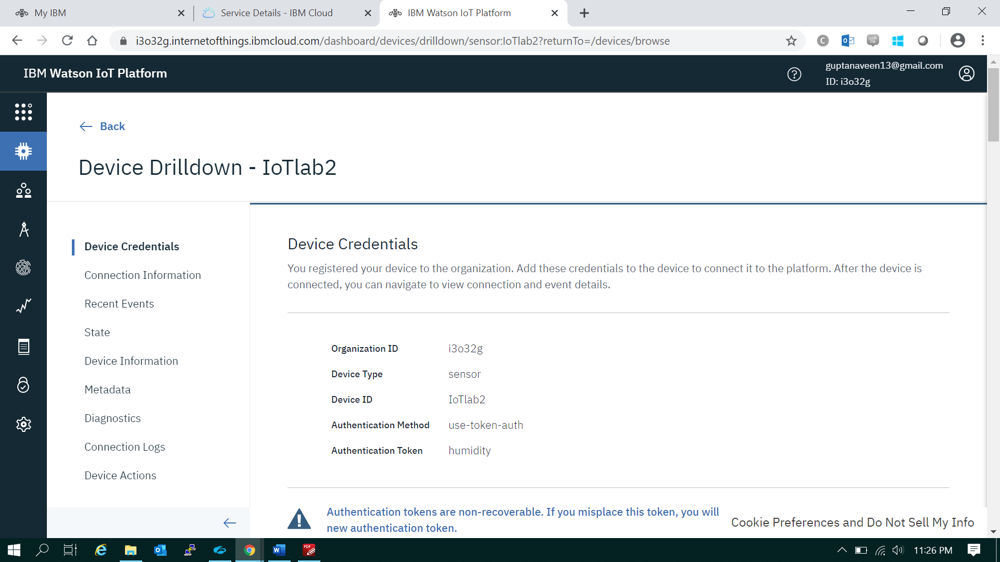 My IBM
Service Details - IBM Cloud
IBM Watson IoT Platform
i3o32g.internetofthings.ibmcloud.com/dashboard/devices/drilldown/sensor:IoTlab2?returnTo=/devices/browse
IBM Watson IoT Platform
guptanaveen13@gmail.com
ID: i3o32g
Back
Device Drilldown - IoTlab2
Device Credentials
Connection Information
Recent Events
State
Device Information
Metadata
Diagnostics
Connection Logs
Device Actions
Device Credentials
You registered your device to the organization. Add these credentials to the device to connect it to the platform. After the device is
connected, you can navigate to view connection and event details.
Organization ID i3o32g
Device Type sensor
Device ID IoTlab2
Authentication Method use-token-auth
Authentication Token humidity
Authentication tokens are non-recoverable. If you misplace this token, you will
new authentication token.
Cookie Preferences and Do Not Sell My Info
11:26 PM